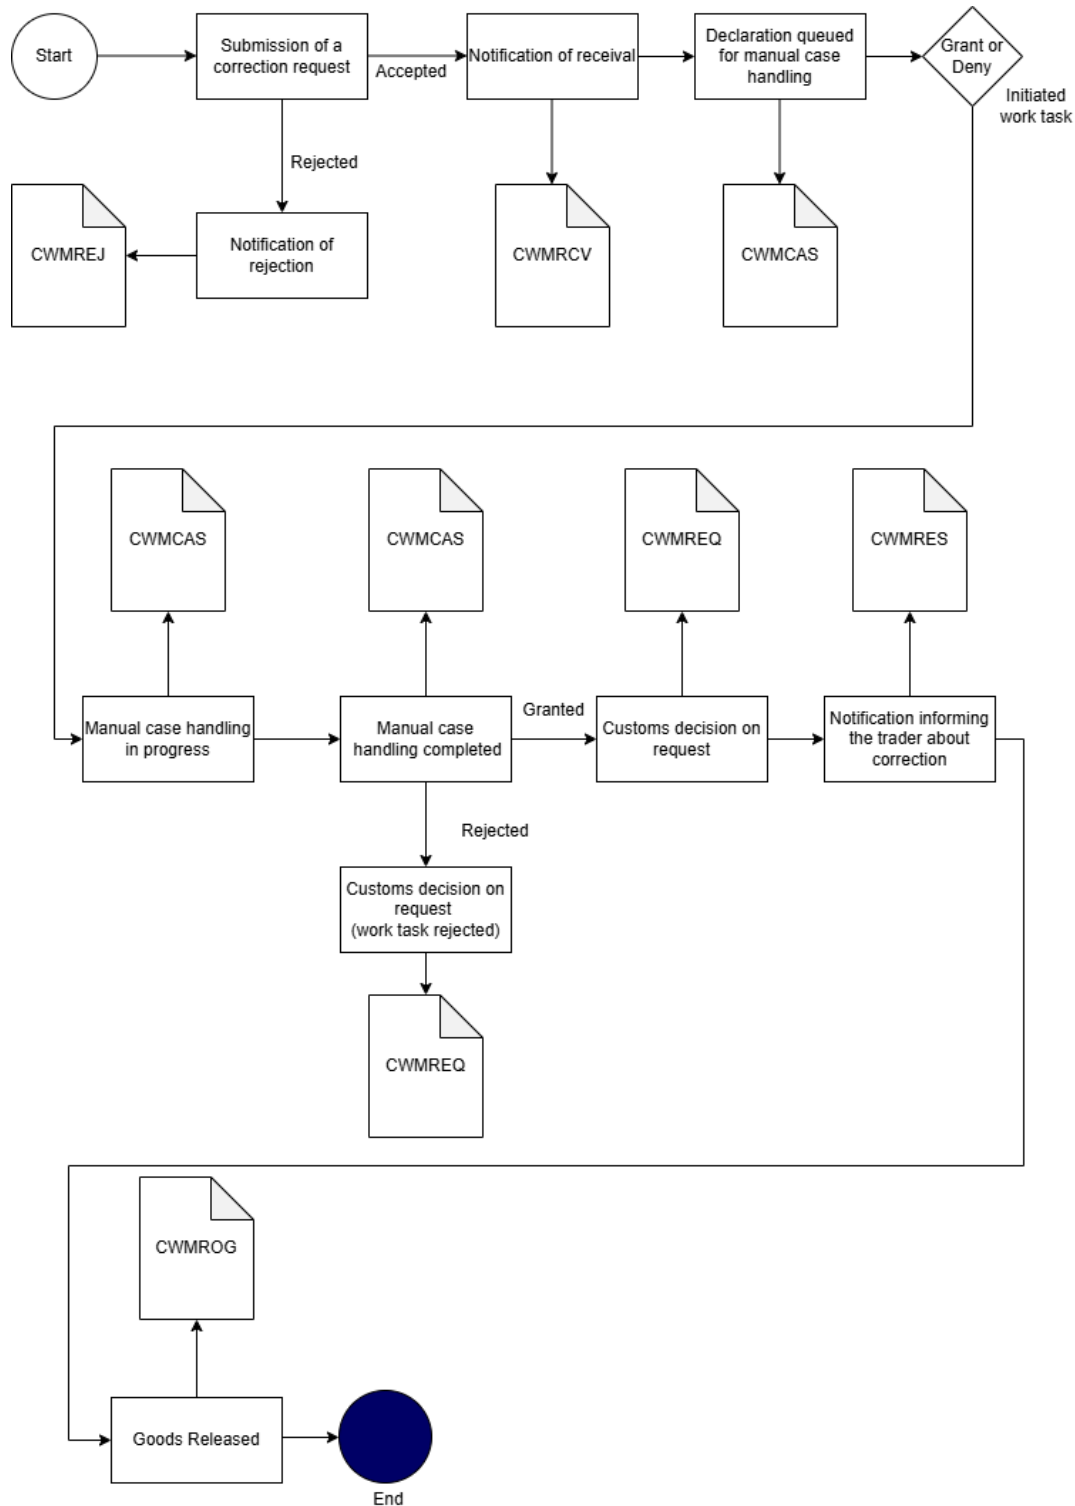 Start
Submission of a
correction request
Accepted
Notification of receival
Declaration queued
for manual case
handling
Grant or
Deny
Initiated
work task
Rejected
CWMREJ
Notification of
rejection
CWMRCV
CWMCAS
CWMCAS
CWMCAS
CWMREQ
CWMRES
Manual case handling
in progress
Manual case
handling completed
Granted
Customs decision on
request
Notification informing
the trader about
correction
Rejected
Customs decision on
request
(work task rejected)
CWMREQ
CWMROG
Goods Released
End